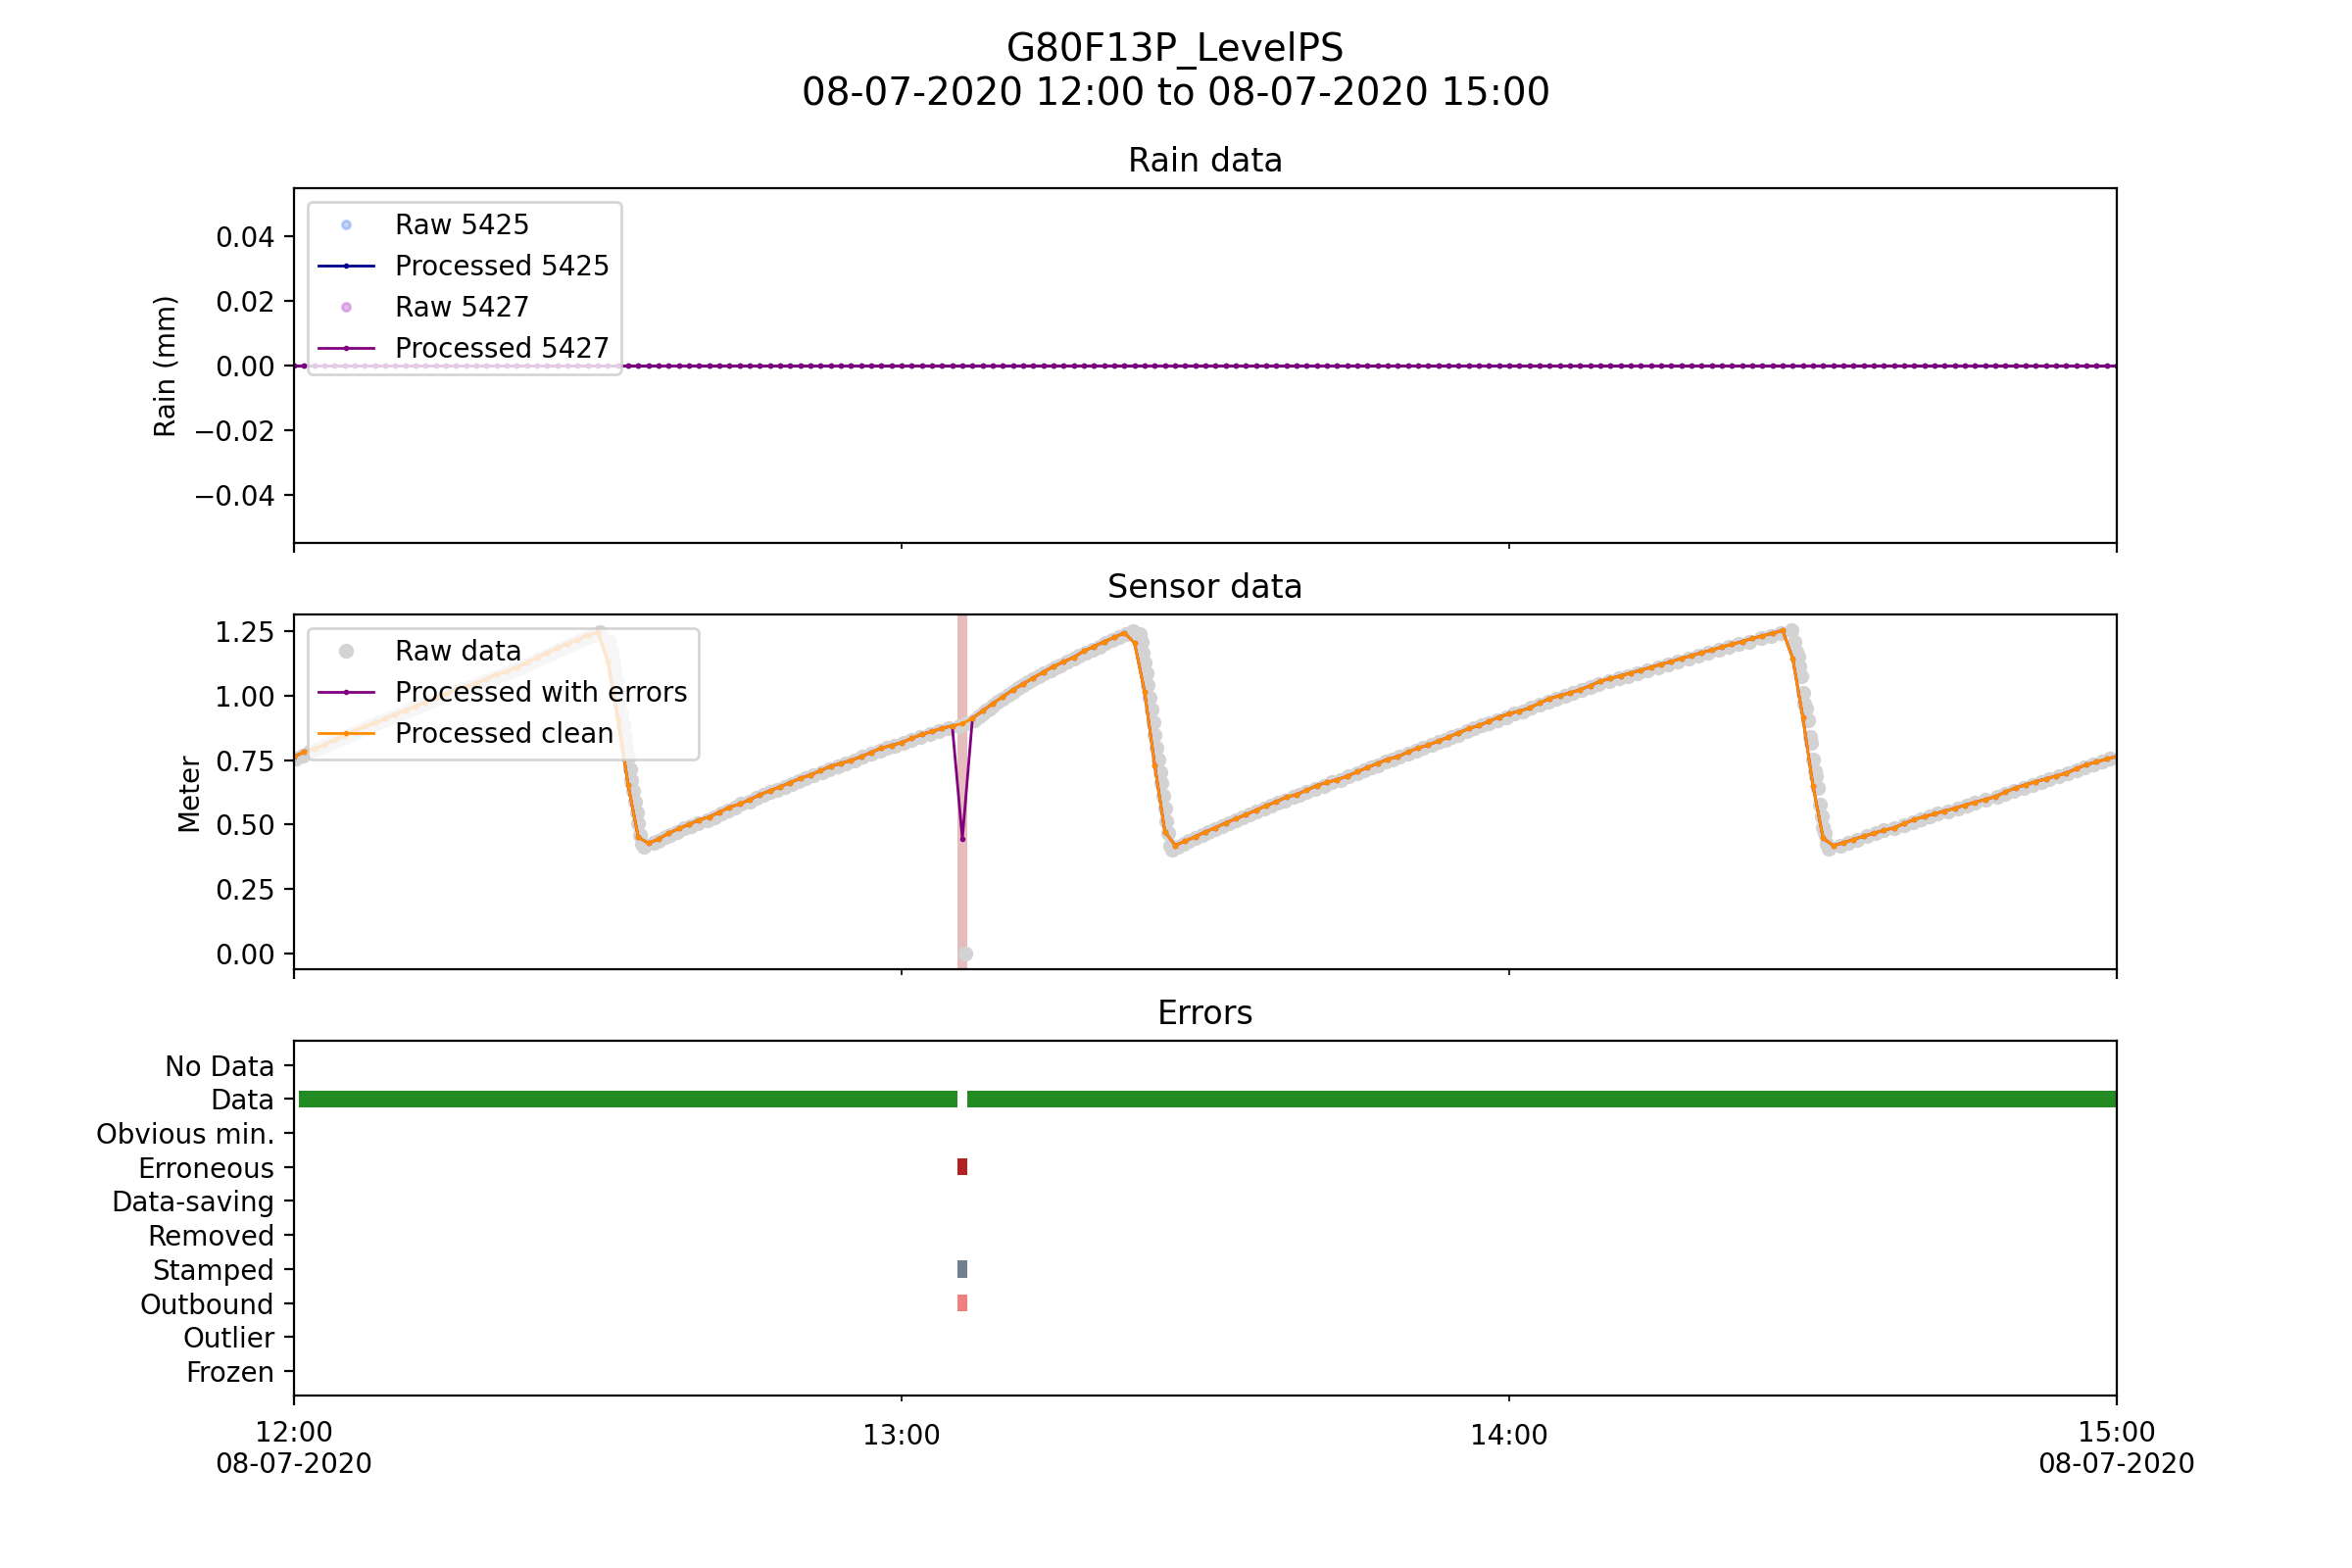 G80F13P_LevelPS
08-07-2020 12:00 to 08-07-2020 15:00
Rain data
Rain (mm)
0.04
0.02
0.00
−0.02
−0.04
Raw 5425
Processed 5425
Raw 5427
Processed 5427
Sensor data
Meter
1.25
1.00
0.75
0.50
0.25
0.00
Raw data
Processed with errors
Processed clean
Errors
No Data
Data
Obvious min.
Erroneous
Data-saving
Removed
Stamped
Outbound
Outlier
Frozen
12:00 13:00 14:00 15:00
08-07-2020 08-07-2020